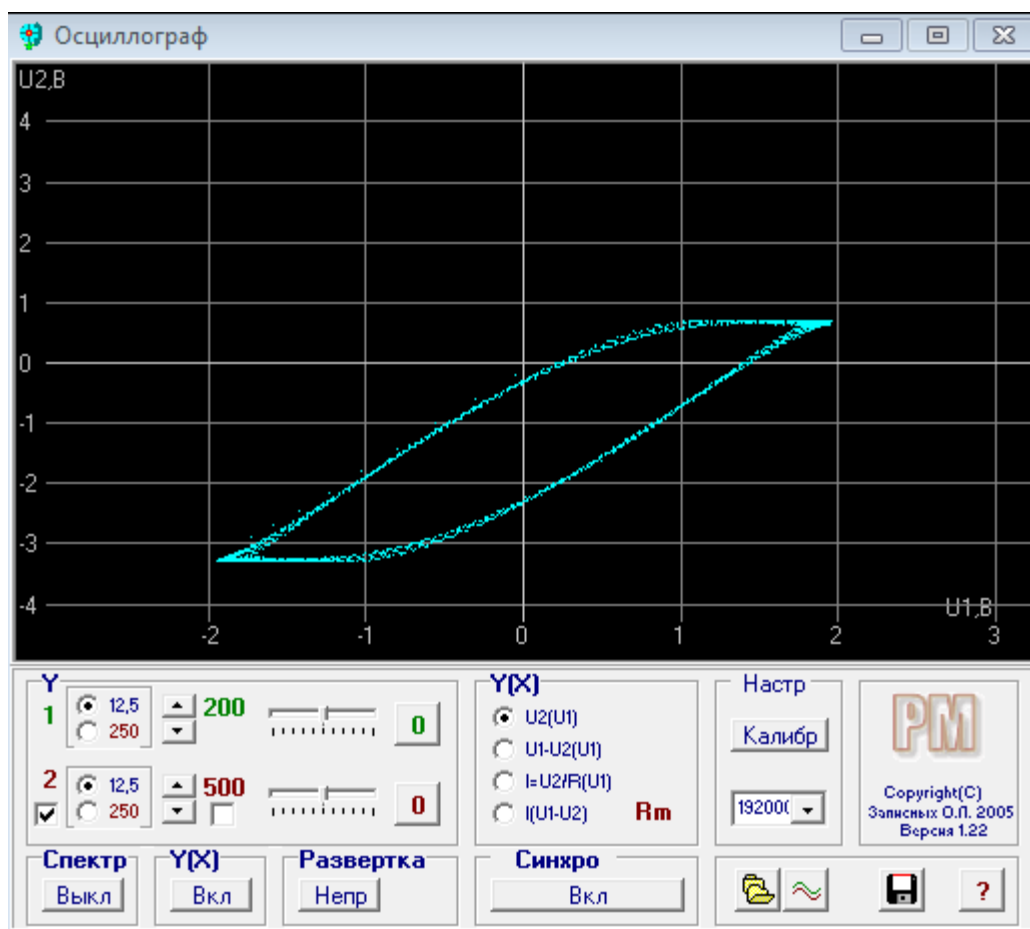 Осциллограф
U2,В
4
3
2
1
0
-1
-2
-3
-4
U1,В
-2 -1 0 1 2 3
Y
1 12,5 200 0
250
2 12,5 500 0
250
Y(X)
U2(U1)
U1-U2(U1)
I=U2/R(U1)
I(U1-U2) Rm
Настр
Калибр
19200(
PM
Copyright(C)
Записных О.Л. 2005
Версия 1.22
Спектр
Выкл
Y(X)
Вкл
Развертка
Непр
Синхро
Вкл
?